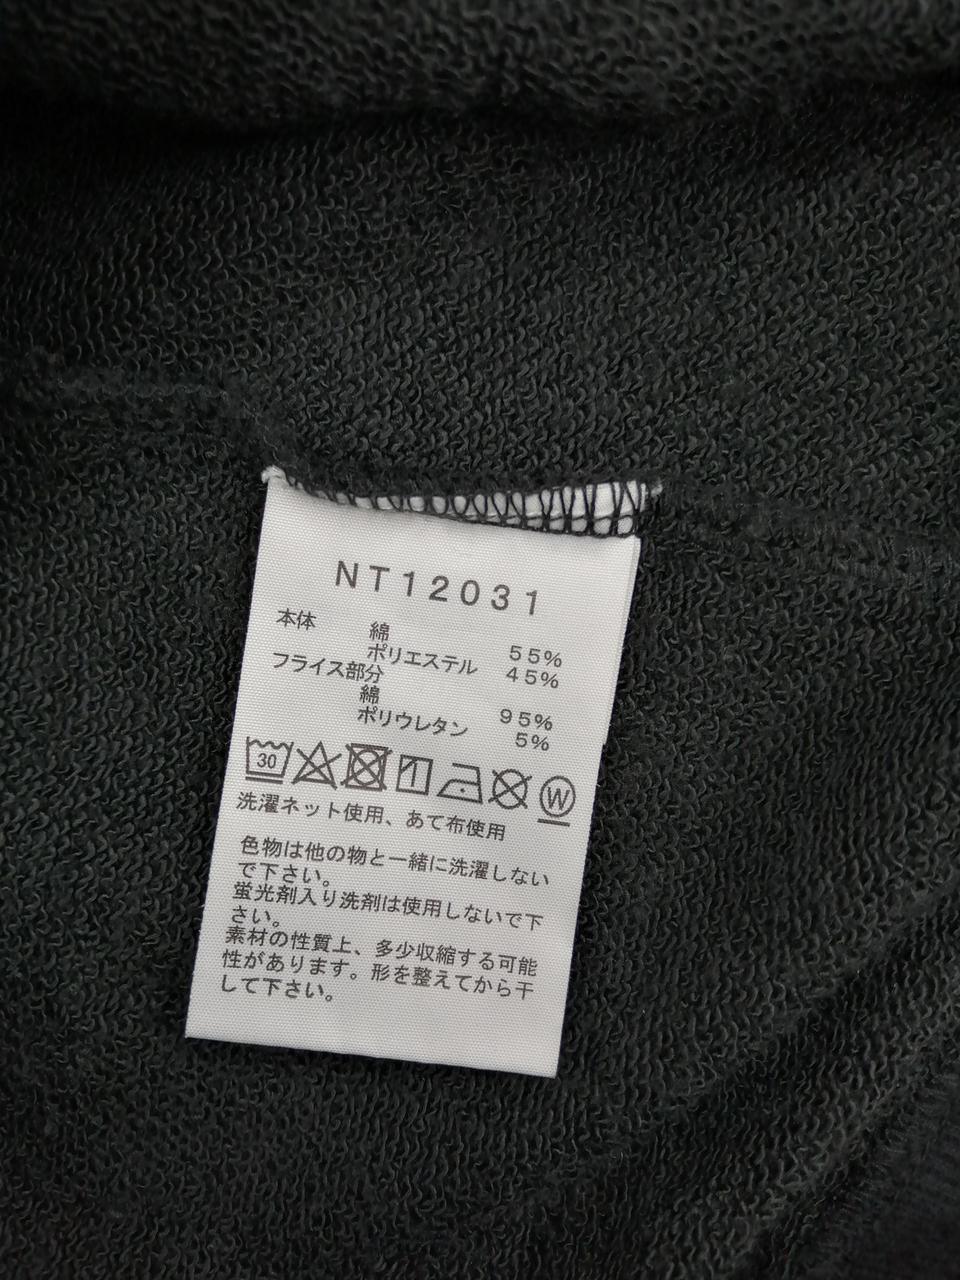 NT12031
本体
綿 55%
ポリエステル 45%
フライス部分
綿 95%
ポリウレタン 5%
30 W
洗濯ネット使用、あて布使用
色物は他の物と一緒に洗濯しない
で下さい。
蛍光剤入り洗剤は使用しないで下
さい。
素材の性質上、多少収縮する可能
性があります。形を整えてから干
して下さい。